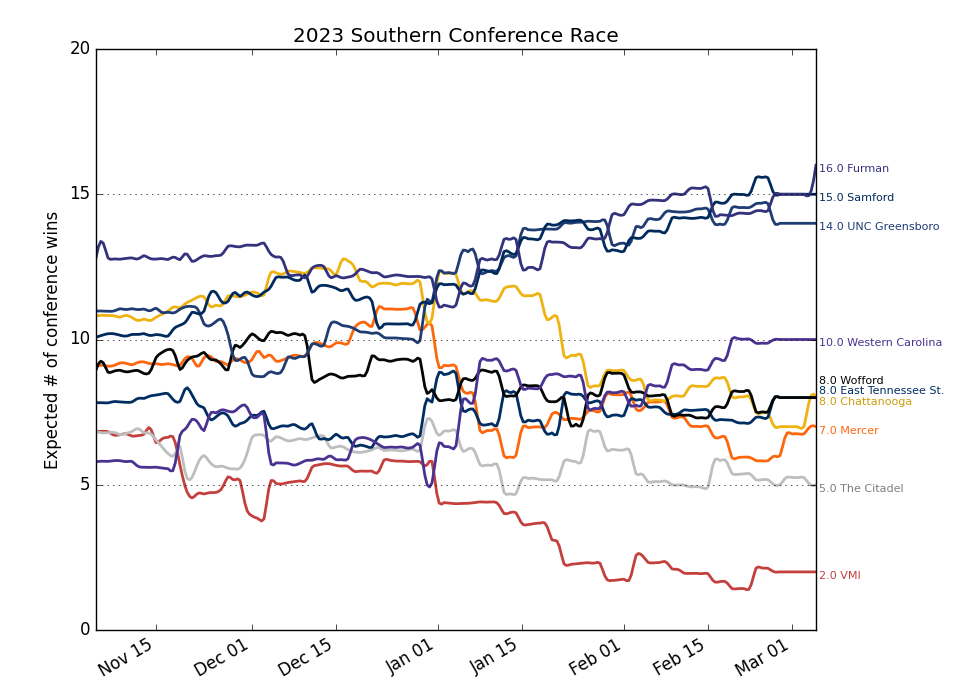 2023 Southern Conference Race
Expected # of conference wins
20
15
10
5
0
Nov 15
Dec 01
Dec 15
Jan 01
Jan 15
Feb 01
Feb 15
Mar 01
16.0 Furman
15.0 Samford
14.0 UNC Greensboro
10.0 Western Carolina
8.0 Wofford
8.0 East Tennessee St.
8.0 Chattanooga
7.0 Mercer
5.0 The Citadel
2.0 VMI